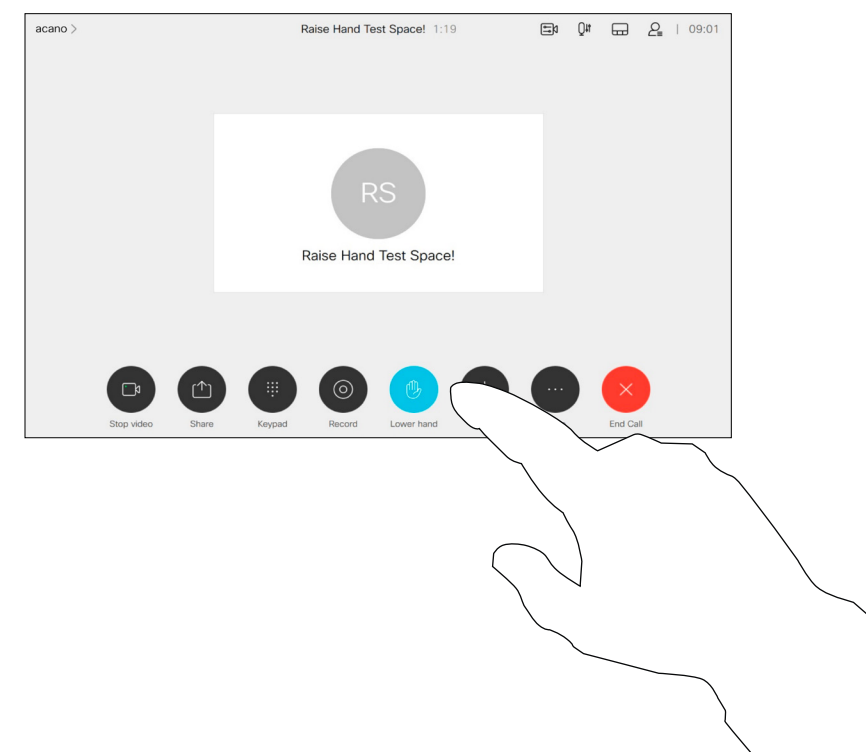 acano > Raise Hand Test Space! 1:19 | 09:01
RS
Raise Hand Test Space!
Stop video Share Keypad Record Lower hand End Call